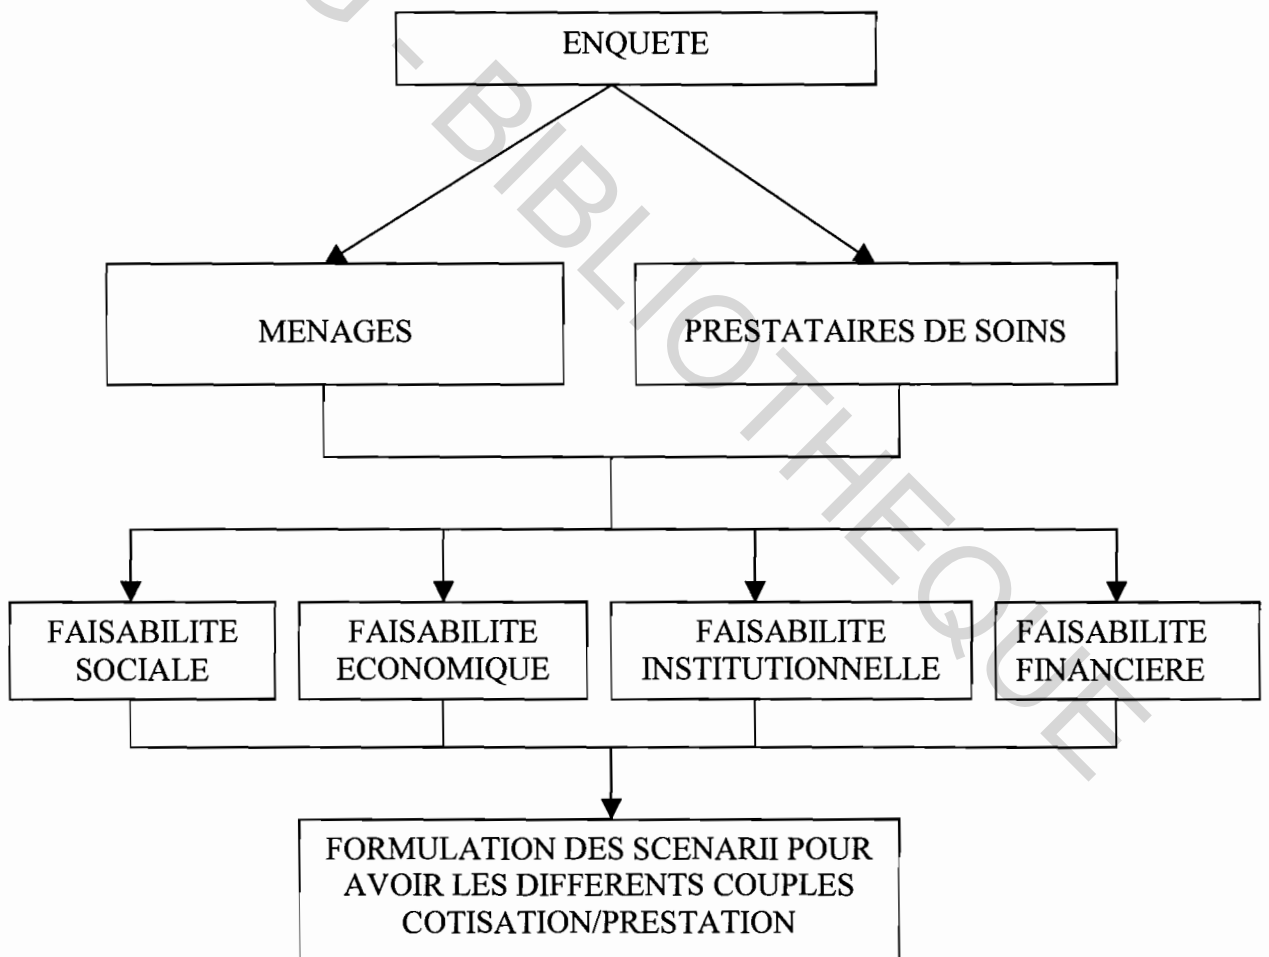 ENQUETE
MENAGES
PRESTATAIRES DE SOINS
FAISABILITE
SOCIALE
FAISABILITE
ECONOMIQUE
FAISABILITE
INSTITUTIONNELLE
FAISABILITE
FINANCIERE
FORMULATION DES SCENARII POUR
AVOIR LES DIFFERENTS COUPLES
COTISATION/PRESTATION
- BIBLIOTHEQUE